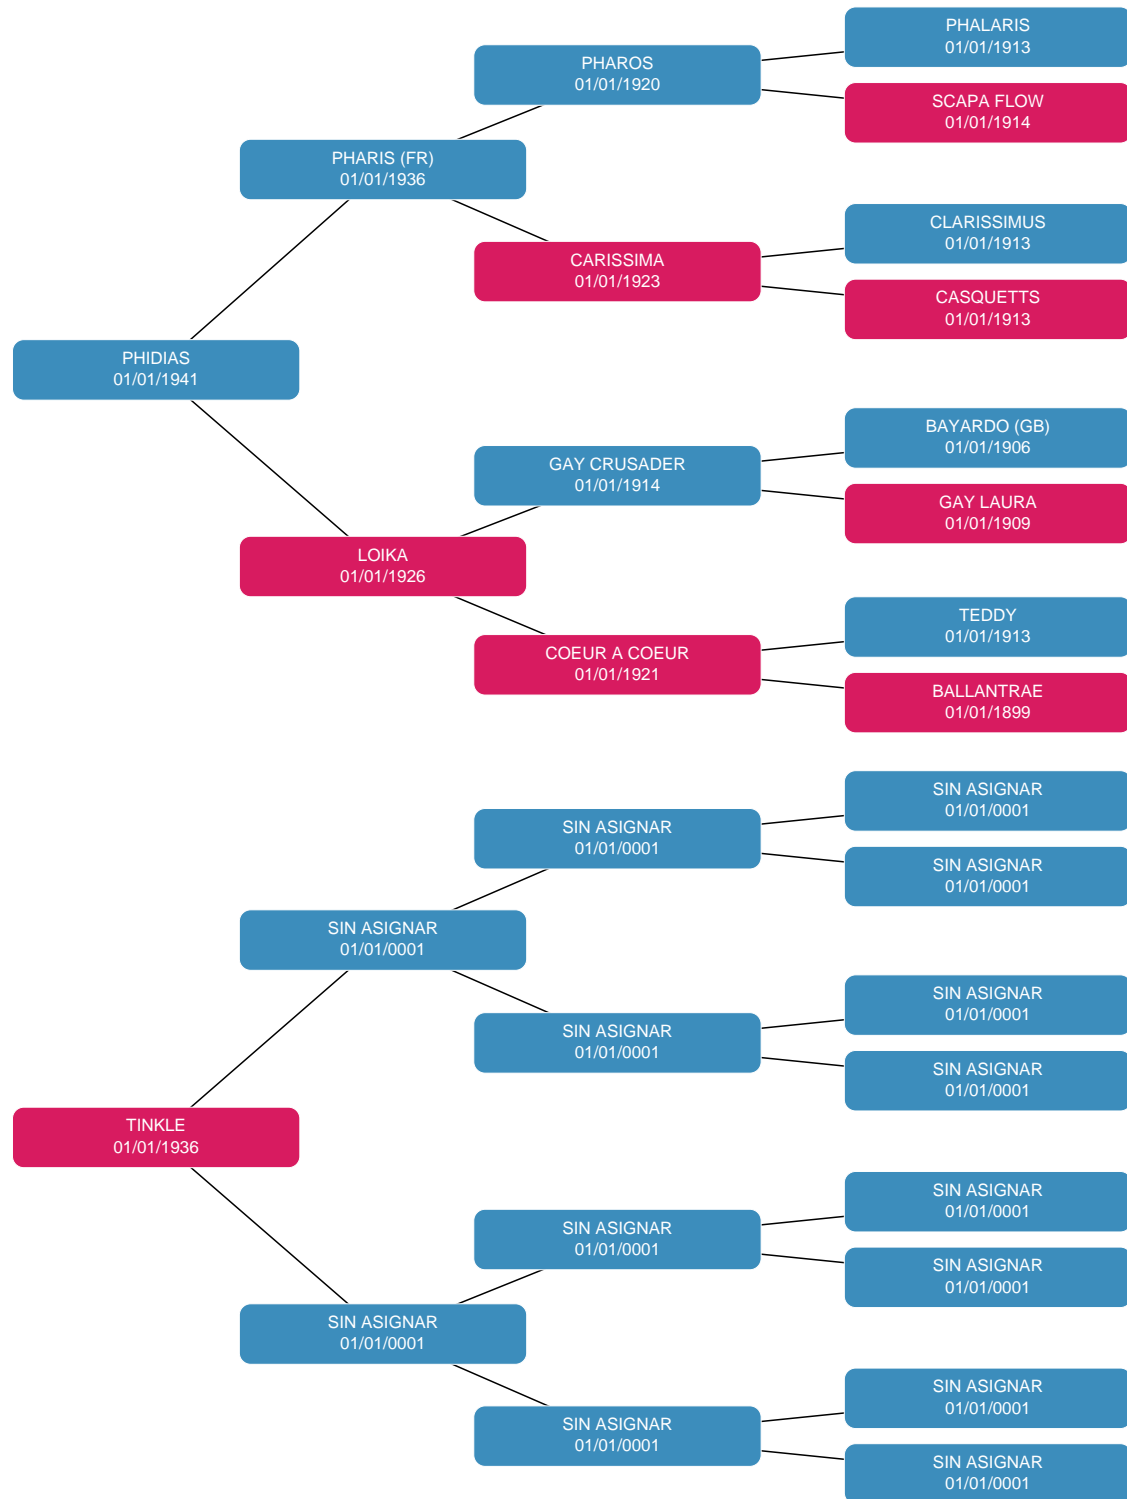 PHALARIS
01/01/1913
PHAROS
01/01/1920
SCAPA FLOW
01/01/1914
PHARIS (FR)
01/01/1936
CLARISSIMUS
01/01/1913
CARISSIMA
01/01/1923
CASQUETTS
01/01/1913
PHIDIAS
01/01/1941
BAYARDO (GB)
01/01/1906
GAY CRUSADER
01/01/1914
GAY LAURA
01/01/1909
LOIKA
01/01/1926
TEDDY
01/01/1913
COEUR A COEUR
01/01/1921
BALLANTRAE
01/01/1899
SIN ASIGNAR
01/01/0001
SIN ASIGNAR
01/01/0001
SIN ASIGNAR
01/01/0001
SIN ASIGNAR
01/01/0001
SIN ASIGNAR
01/01/0001
SIN ASIGNAR
01/01/0001
SIN ASIGNAR
01/01/0001
TINKLE
01/01/1936
SIN ASIGNAR
01/01/0001
SIN ASIGNAR
01/01/0001
SIN ASIGNAR
01/01/0001
SIN ASIGNAR
01/01/0001
SIN ASIGNAR
01/01/0001
SIN ASIGNAR
01/01/0001
SIN ASIGNAR
01/01/0001